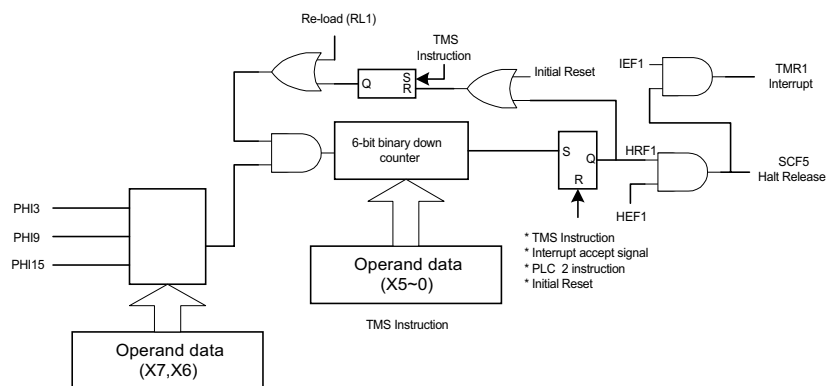 Re-load (RL1)
TMS
Instruction
Q
S
R
Initial Reset
IEF1
TMR1
Interrupt
6-bit binary down
counter
S
Q
R
HRF1
SCF5
Halt Release
HEF1
PHI3
PHI9
PHI15
* TMS Instruction
* Interrupt accept signal
* PLC 2 instruction
* Initial Reset
Operand data
(X5~0)
TMS Instruction
Operand data
(X7,X6)